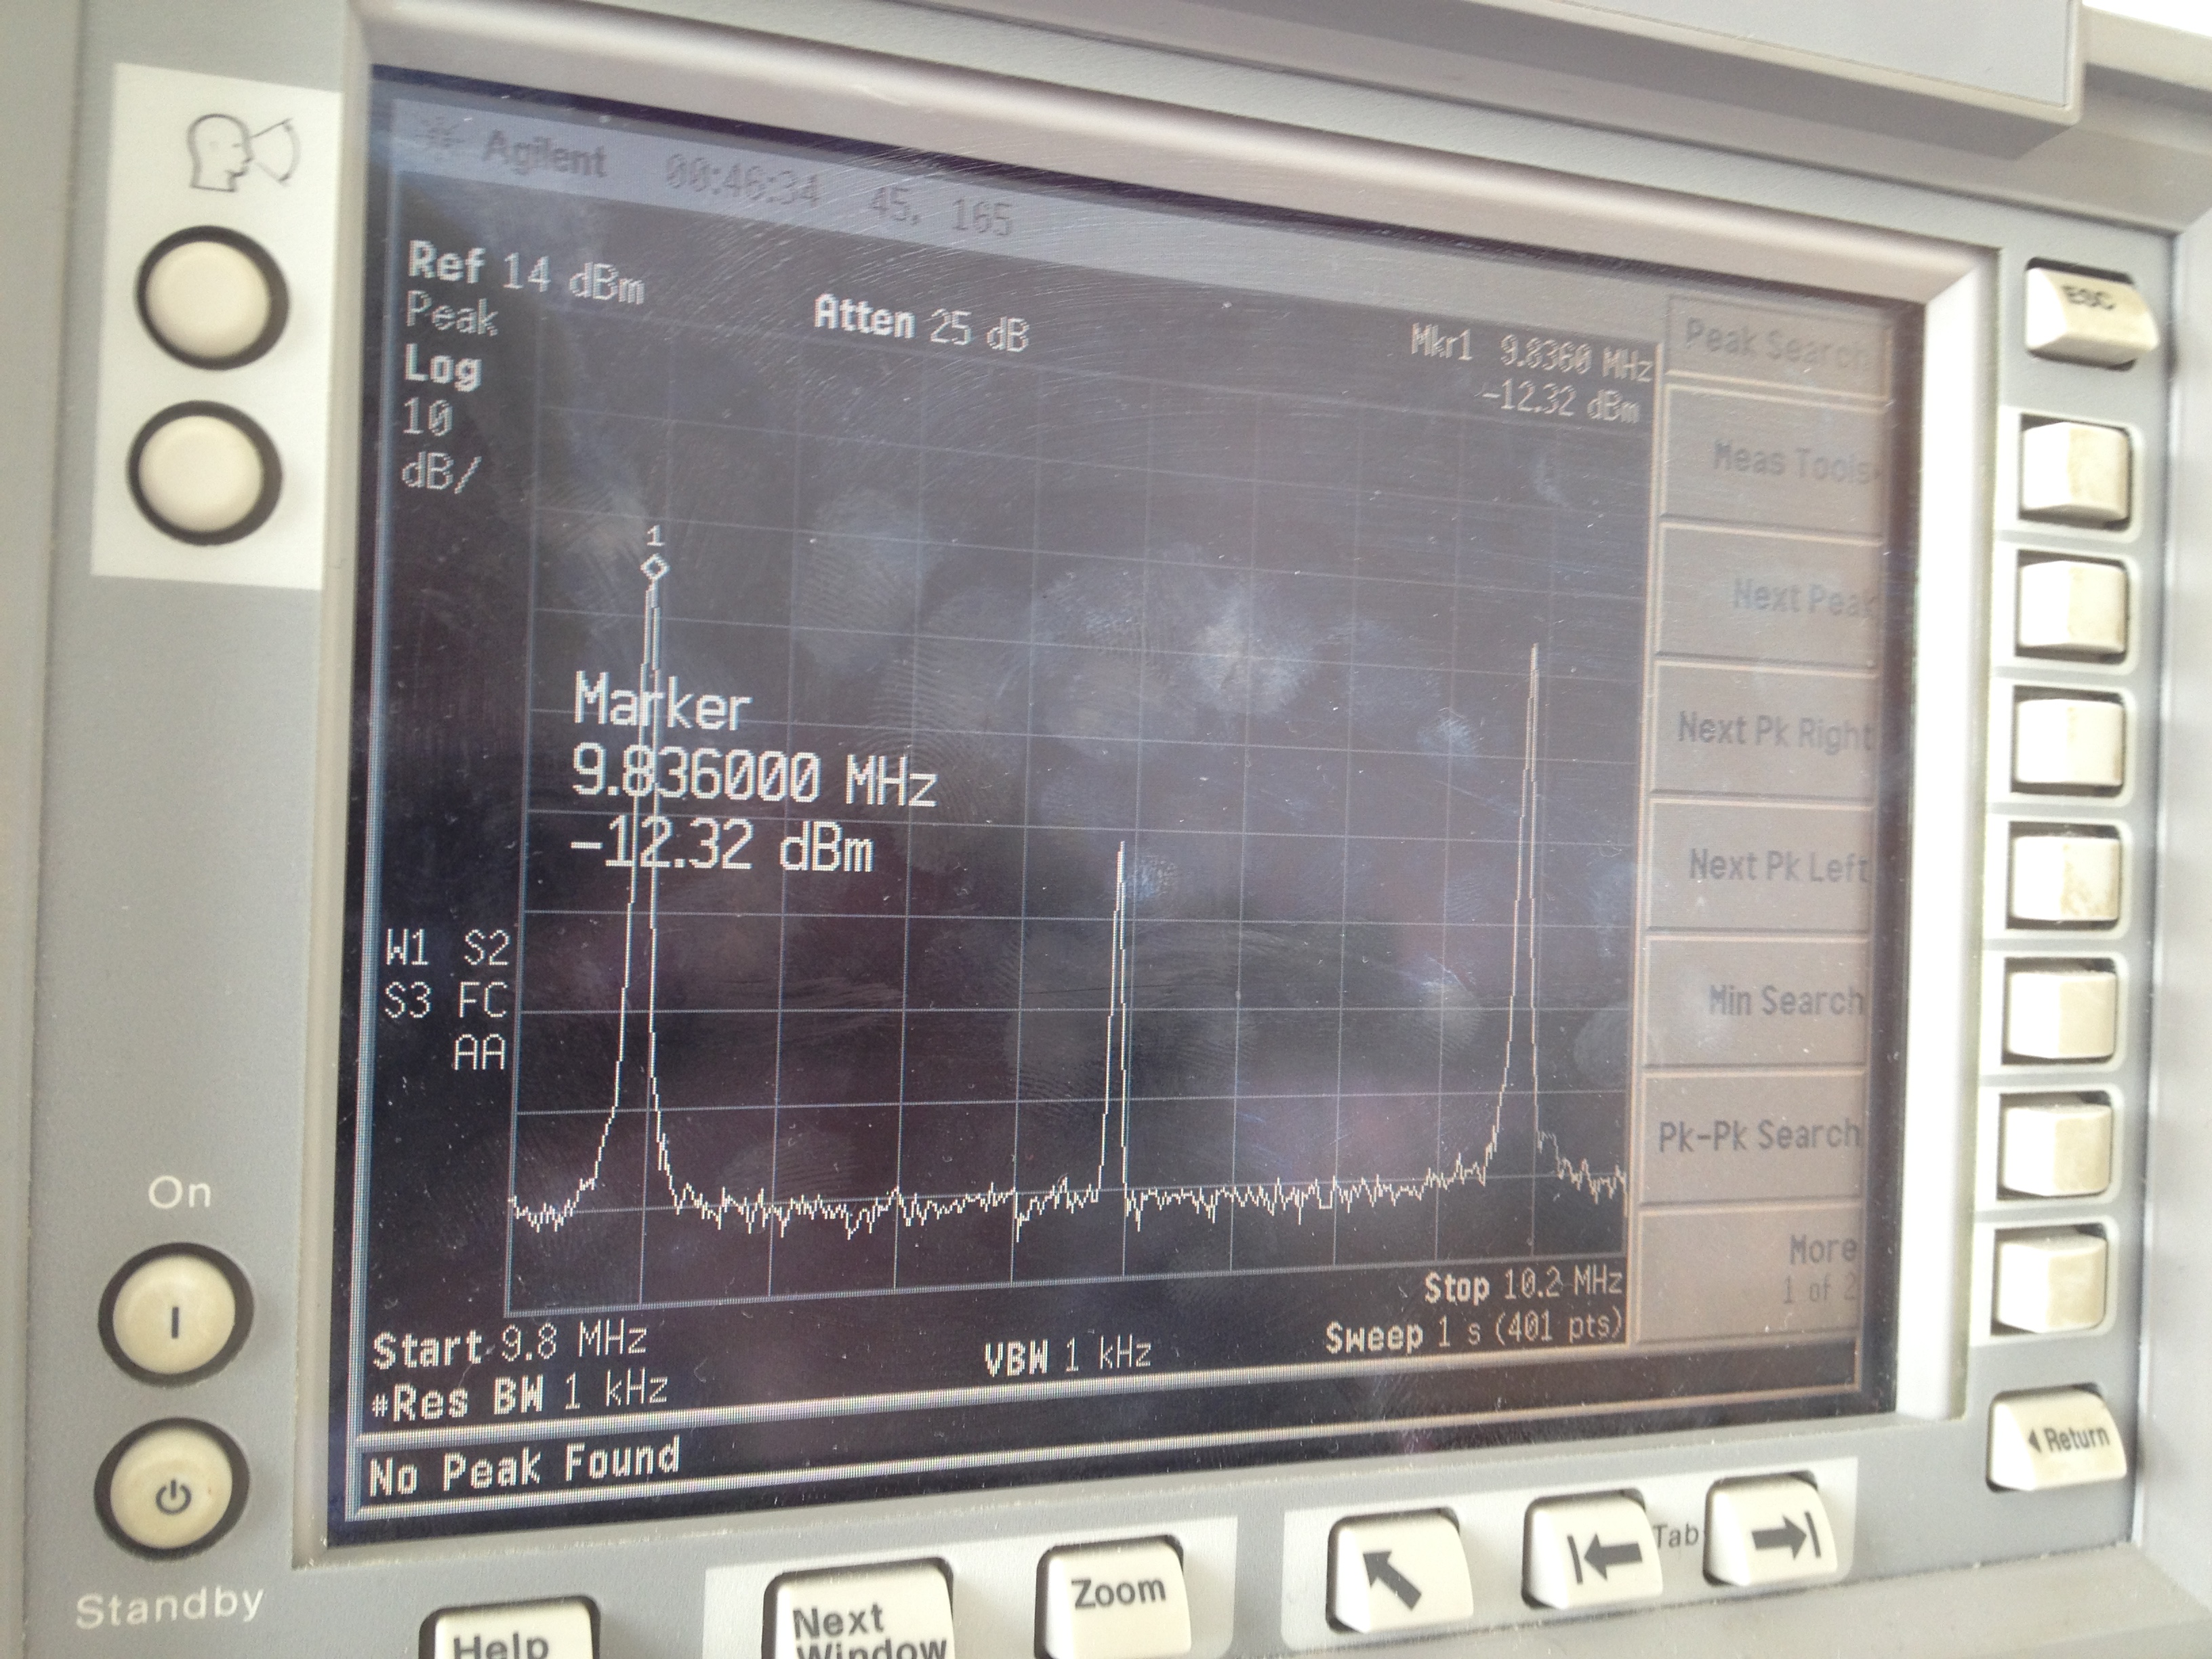 Agilent 00:46:34 45, 165
Ref 14 dBm
Atten 25 dB
Mkr1 9.8360 MHz
-12.32 dBm
Peak
Log
10
dB/
1
Marker
9.836000 MHz
-12.32 dBm
W1 S2
S3 FC
AA
Start 9.8 MHz
Stop 10.2 MHz
#Res BW 1 kHz
VBW 1 kHz
Sweep 1 s (401 pts)
No Peak Found
Peak Search
Meas Tools
Next Peak
Next Pk Right
Next Pk Left
Min Search
Pk-Pk Search
More
1 of 2
ESC
Return
On
Standby
Help
Next
Window
Zoom
Tab